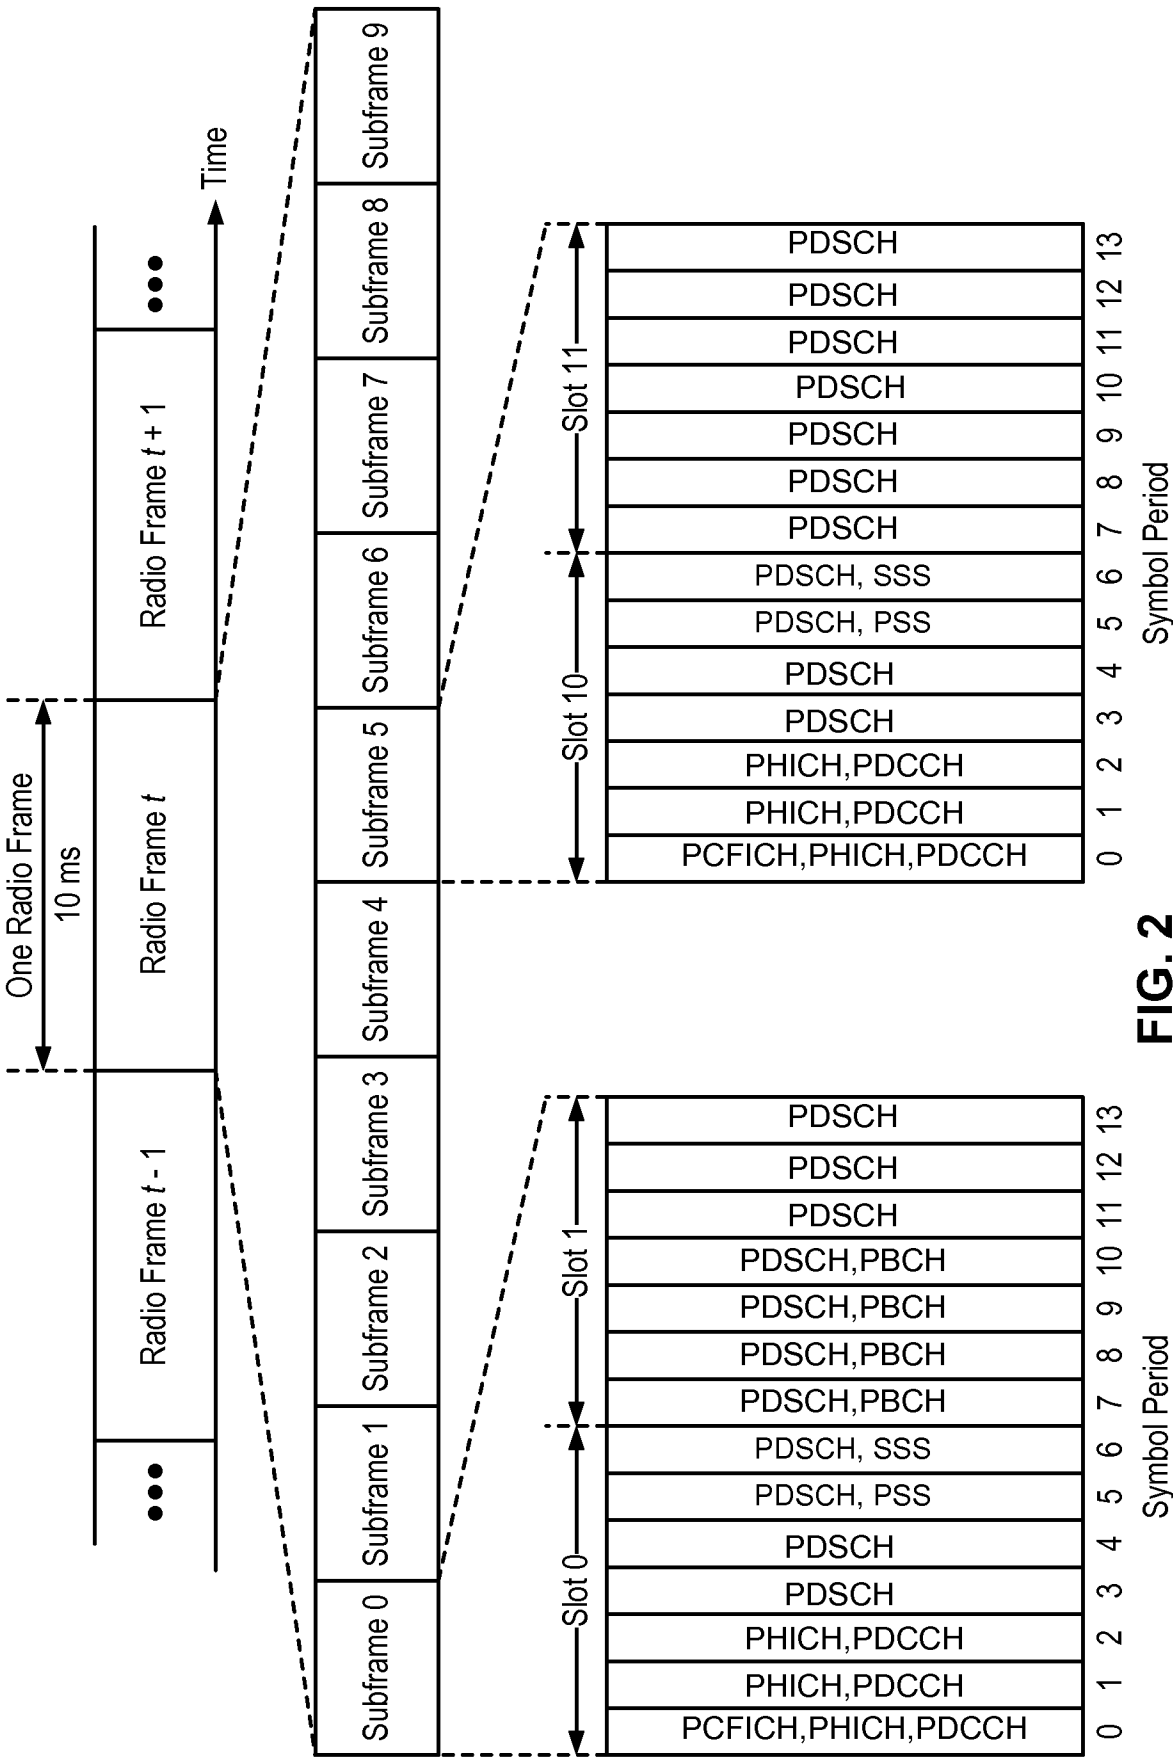 One Radio Frame
10 ms
Radio Frame t - 1
Radio Frame t
Radio Frame t + 1
Time
Subframe 0
Subframe 1
Subframe 2
Subframe 3
Subframe 4
Subframe 5
Subframe 6
Subframe 7
Subframe 8
Subframe 9
Slot 0
Slot 1
PCFICH,PHICH,PDCCH
PHICH,PDCCH
PHICH,PDCCH
PDSCH
PDSCH
PDSCH, PSS
PDSCH, SSS
PDSCH,PBCH
PDSCH,PBCH
PDSCH,PBCH
PDSCH,PBCH
PDSCH
PDSCH
PDSCH
0 1 2 3 4 5 6 7 8 9 10 11 12 13
Symbol Period
Slot 10
Slot 11
PCFICH,PHICH,PDCCH
PHICH,PDCCH
PHICH,PDCCH
PDSCH
PDSCH
PDSCH, PSS
PDSCH, SSS
PDSCH
PDSCH
PDSCH
PDSCH
PDSCH
PDSCH
PDSCH
0 1 2 3 4 5 6 7 8 9 10 11 12 13
Symbol Period
FIG. 2